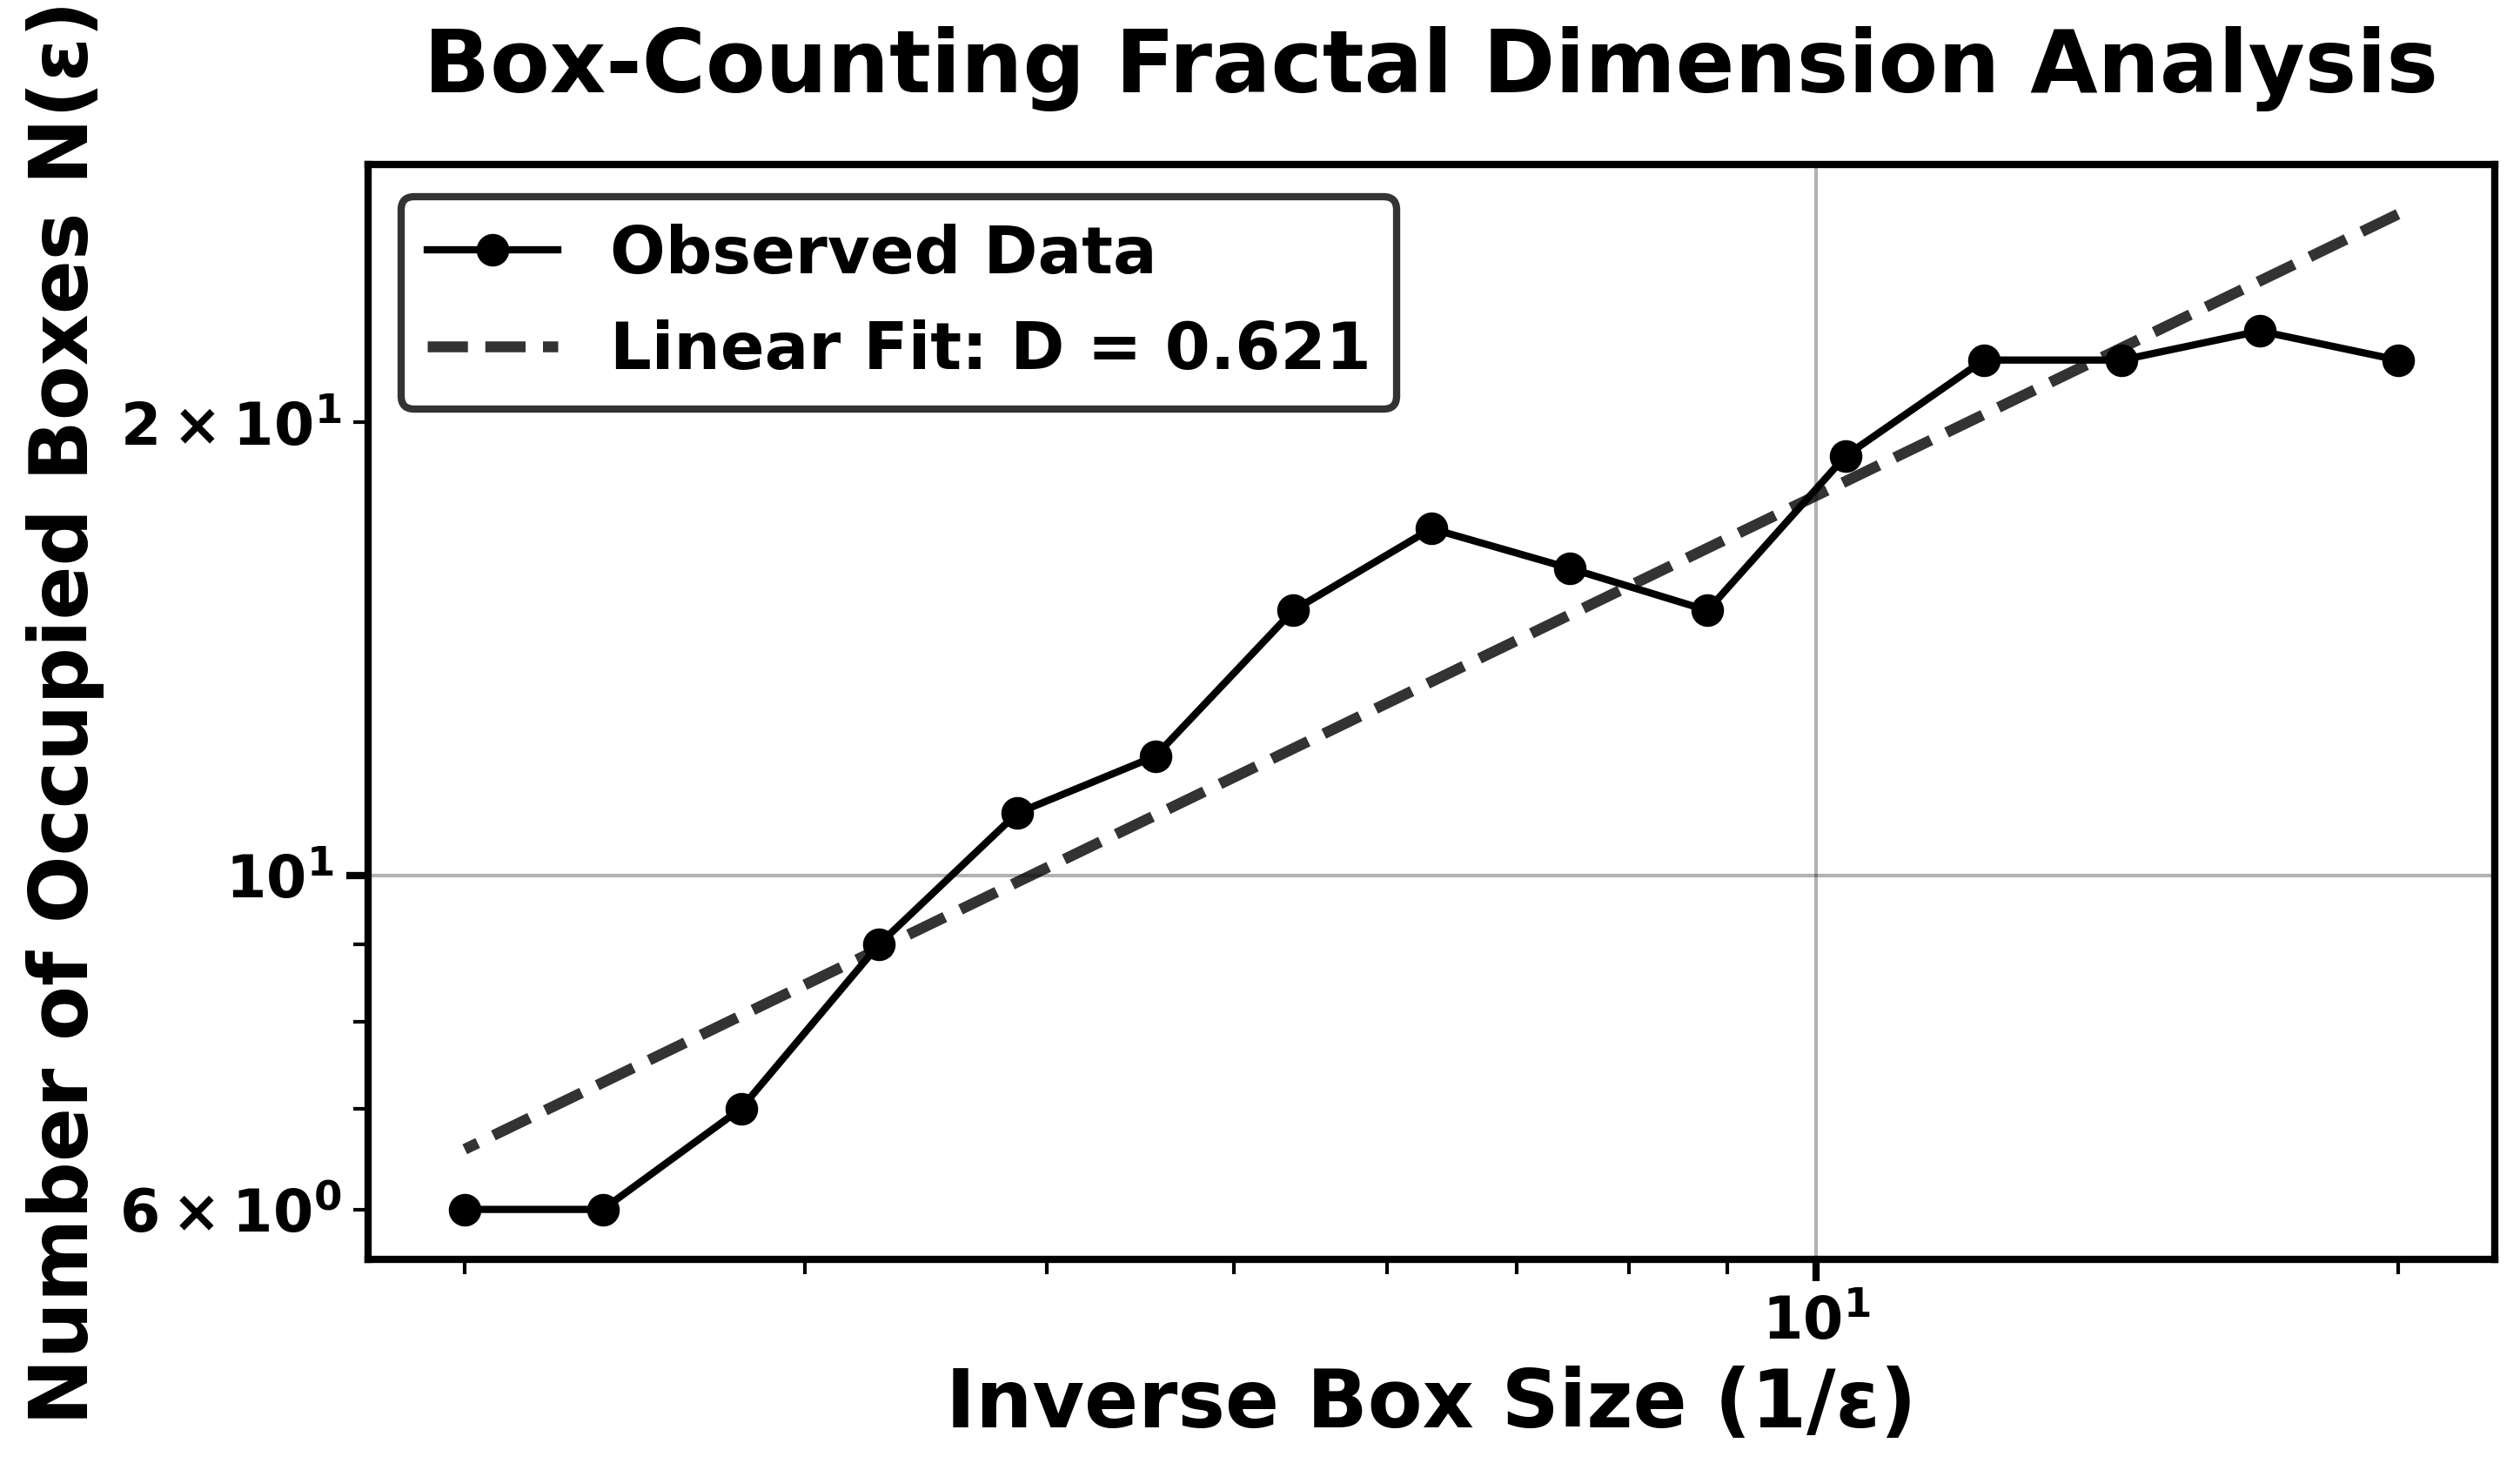 Box-Counting Fractal Dimension Analysis
Number of Occupied Boxes N(ε)
Observed Data
Linear Fit: D = 0.621
2 × 10¹
10¹
6 × 10⁰
10¹
Inverse Box Size (1/ε)